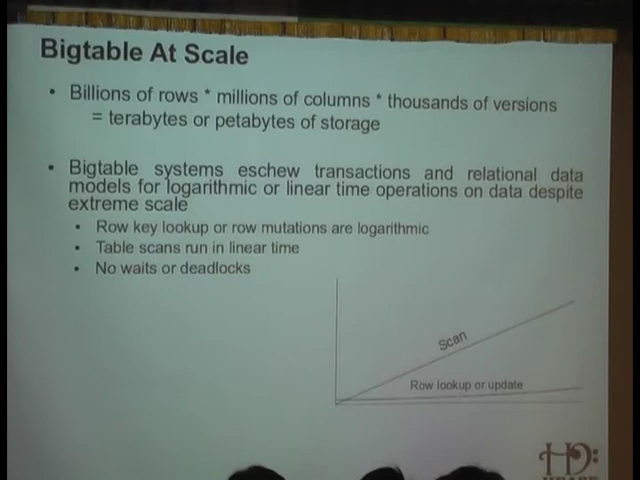 Bigtable At Scale
• Billions of rows * millions of columns * thousands of versions
= terabytes or petabytes of storage
• Bigtable systems eschew transactions and relational data
models for logarithmic or linear time operations on data despite
extreme scale
• Row key lookup or row mutations are logarithmic
• Table scans run in linear time
• No waits or deadlocks
Scan
Row lookup or update